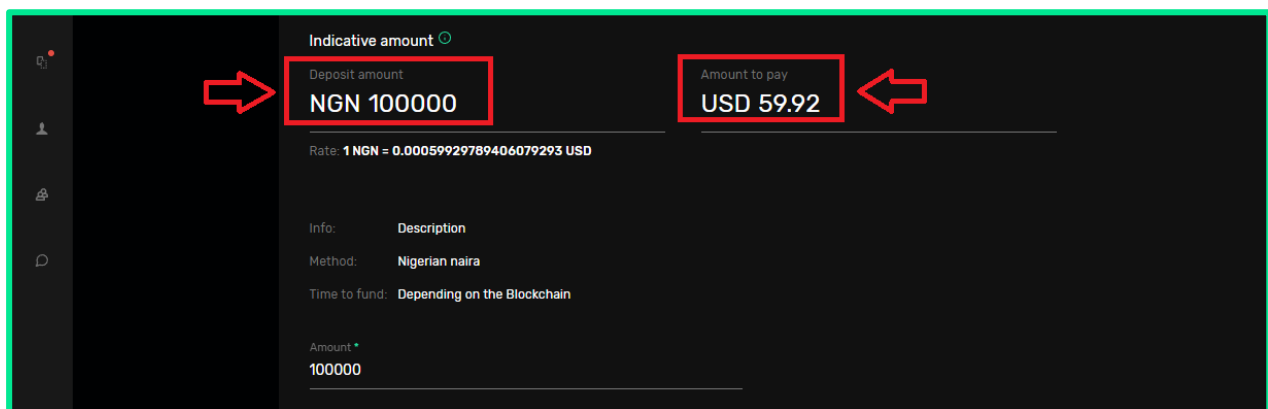 Indicative amount
Deposit amount
NGN 100000
Amount to pay
USD 59.92
Rate: 1 NGN = 0.00059929789406079293 USD
Info: Description
Method: Nigerian naira
Time to fund: Depending on the Blockchain
Amount *
100000